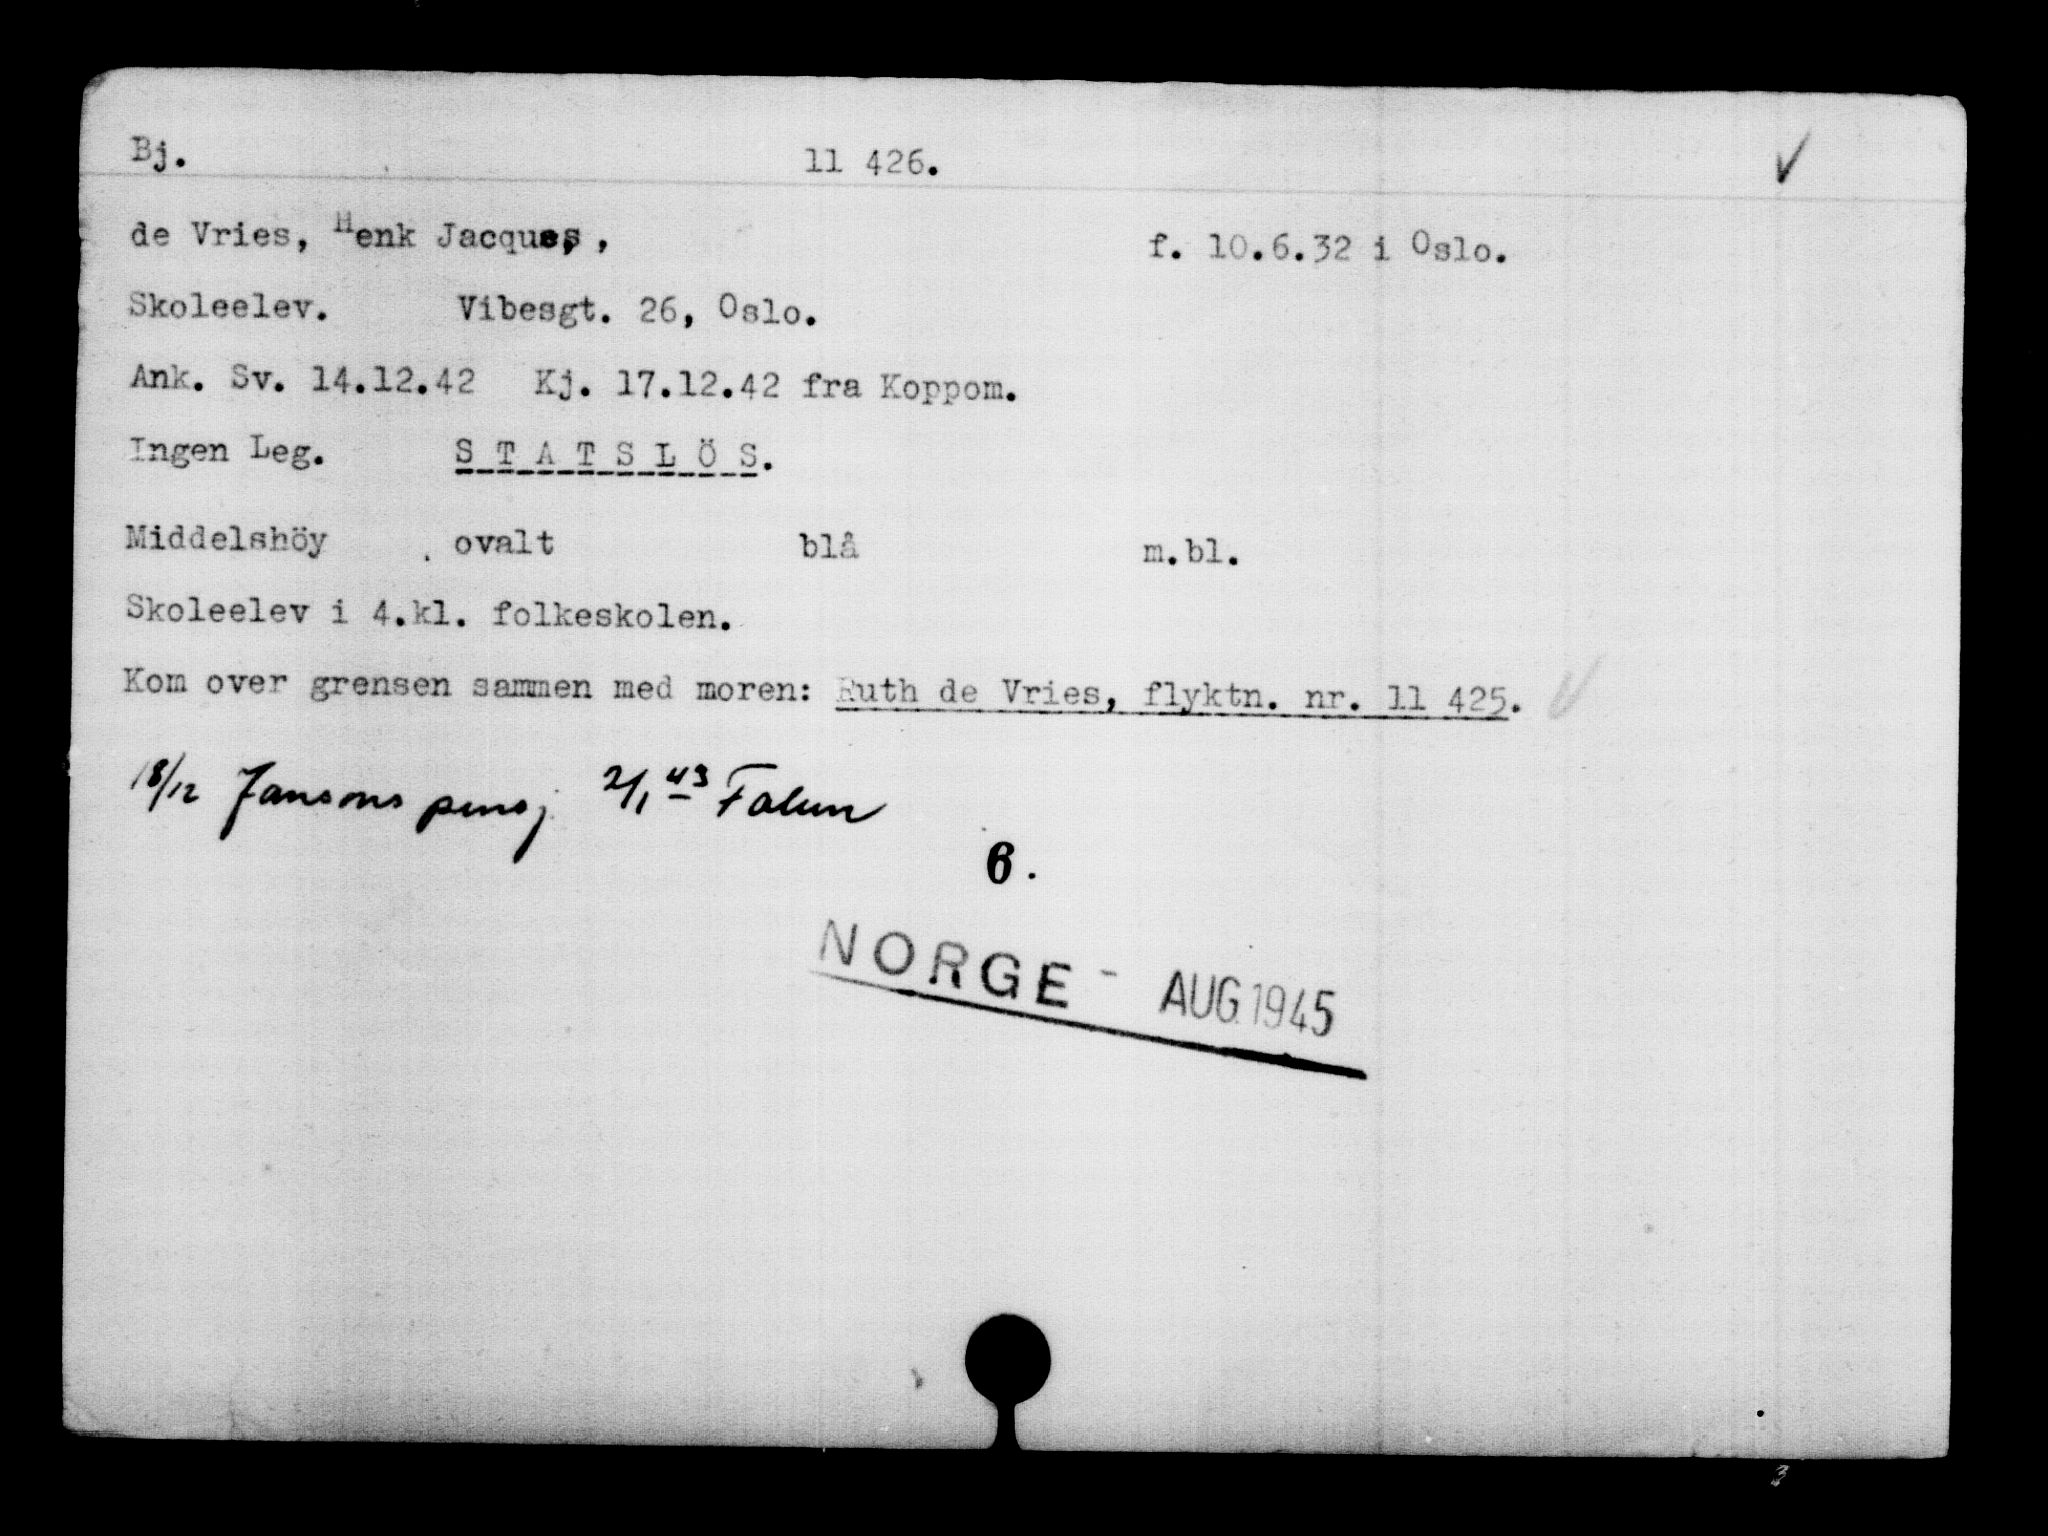 Bj. 11 426.
de Vries, Henk Jacques, f. 10.6.32 i Oslo.
Skoleelev. Vibesgt. 26, Oslo.
Ank. Sv. 14.12.42 Kj. 17.12.42 fra Koppom.
Ingen Leg. S T A T S L Ö S.
Middelshöy ovalt blå m.bl.
Skoleelev i 4.kl. folkeskolen.
Kom over grensen sammen med moren: Ruth de Vries, flyktn. nr. 11 425.
18/12 Jansons pensj. 2/1 43 Falun
6.
NORGE - AUG.1945
3